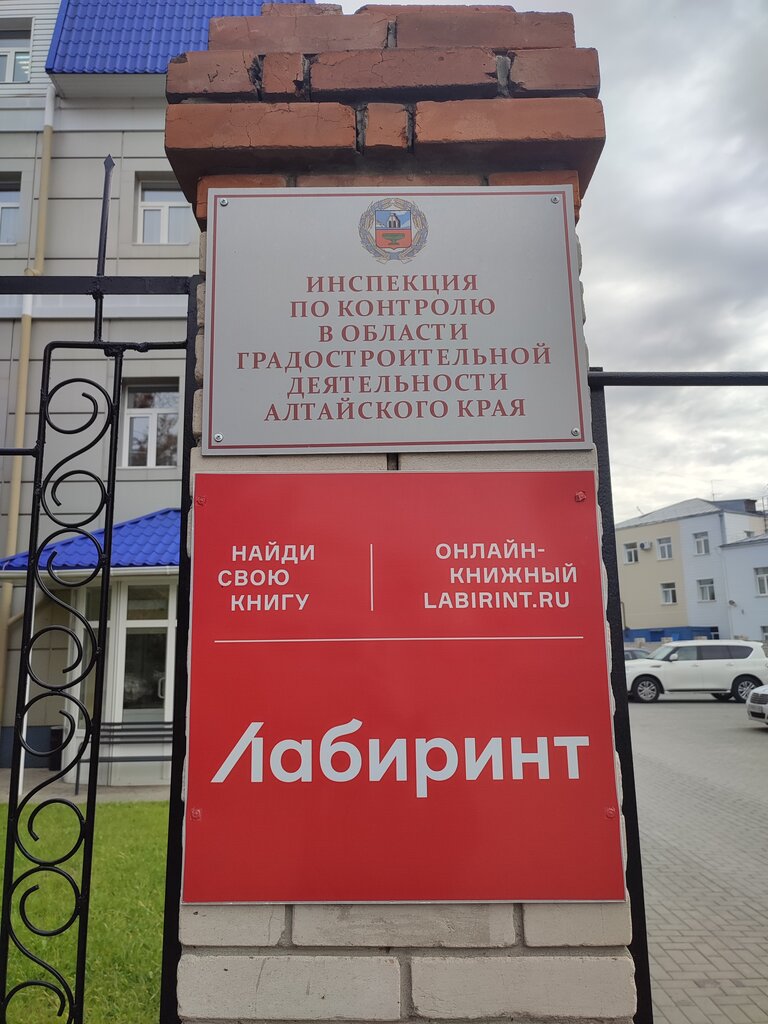 ИНСПЕКЦИЯ
ПО КОНТРОЛЮ
В ОБЛАСТИ
ГРАДОСТРОИТЕЛЬНОЙ
ДЕЯТЕЛЬНОСТИ
АЛТАЙСКОГО КРАЯ
НАЙДИ
СВОЮ
КНИГУ
ОНЛАЙН-
КНИЖНЫЙ
LABIRINT.RU
Лабиринт